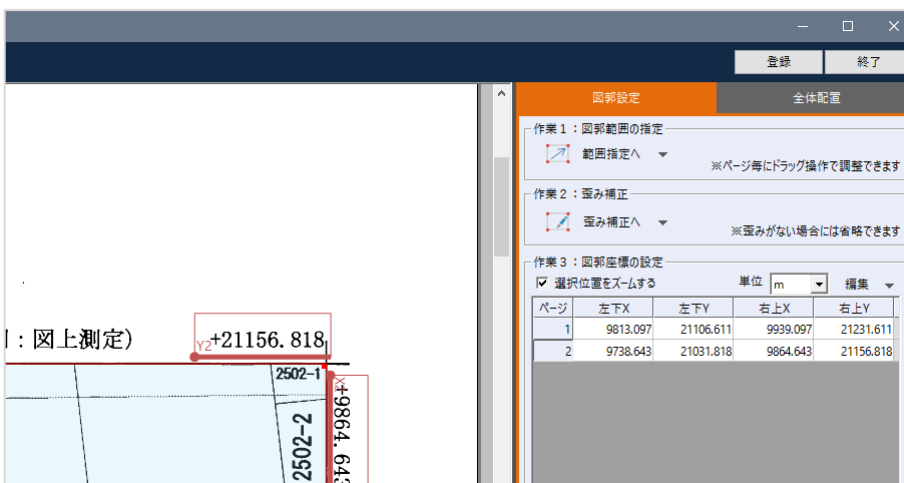 登録 終了
図郭設定 全体配置
作業1：図郭範囲の指定
範囲指定へ
※ページ毎にドラッグ操作で調整できます
作業2：歪み補正
歪み補正へ
※歪みがない場合には省略できます
作業3：図郭座標の設定
選択位置をズームする 単位 m 編集
ページ 左下X 左下Y 右上X 右上Y
1 9813.097 21106.611 9939.097 21231.611
2 9738.643 21031.818 9864.643 21156.818
：図上測定)
Y2 +21156.818
2502-1
+9864.643
2502-2